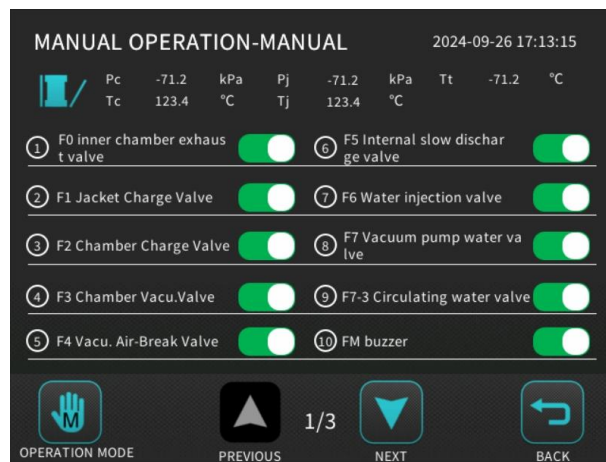 MANUAL OPERATION-MANUAL 2024-09-26 17:13:15
Pc -71.2 kPa Pj -71.2 kPa Tt -71.2 °C
Tc 123.4 °C Tj 123.4 °C
1 F0 inner chamber exhaus
t valve
6 F5 Internal slow dischar
ge valve
2 F1 Jacket Charge Valve
7 F6 Water injection valve
3 F2 Chamber Charge Valve
8 F7 Vacuum pump water va
lve
4 F3 Chamber Vacu.Valve
9 F7-3 Circulating water valve
5 F4 Vacu. Air-Break Valve
10 FM buzzer
M
1/3
OPERATION MODE PREVIOUS NEXT BACK